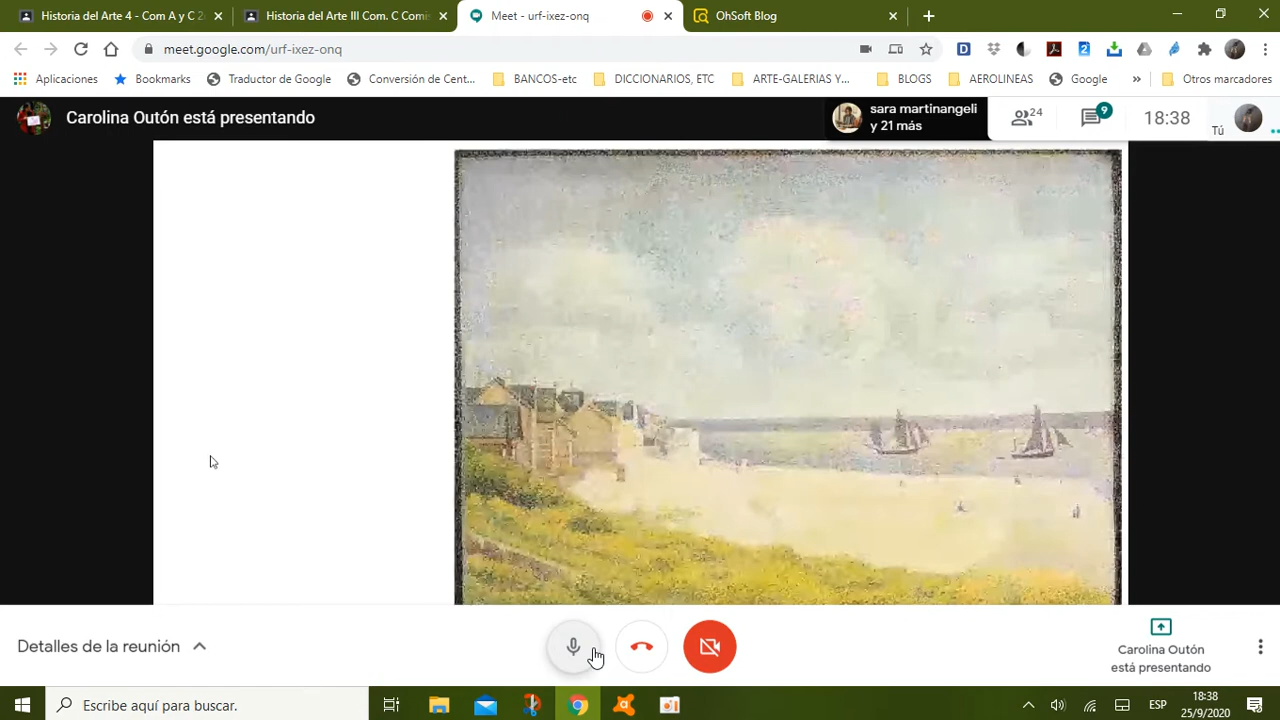 Historia del Arte 4 - Com A y C 2
Historia del Arte III Com. C Comis
Meet - urf-ixez-onq
OhSoft Blog
meet.google.com/urf-ixez-onq
Aplicaciones
Bookmarks
Traductor de Google
Conversión de Gent...
BANCOS-etc
DICCIONARIOS, ETC
ARTE-GALERIAS Y...
BLOGS
AEROLINEAS
Google
»
Otros marcadores
Carolina Outón está presentando
sara martinangeli
y 21 más
24
9
18:38
Tú
Detalles de la reunión
Carolina Outón
está presentando
Escribe aquí para buscar.
ESP
18:38
25/9/2020